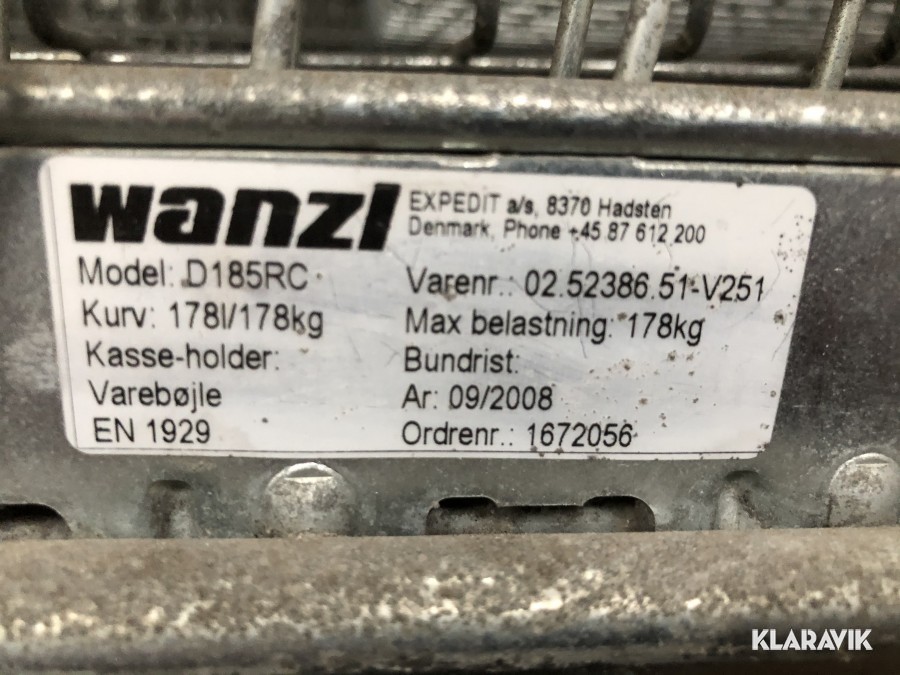 wanzl
EXPEDIT a/s, 8370 Hadsten
Denmark, Phone +45 87 612 200
Model: D185RC
Varenr.: 02.52386.51-V251
Kurv: 178l/178kg
Max belastning: 178kg
Kasse-holder:
Bundrist:
Varebøjle
Ar: 09/2008
EN 1929
Ordrenr.: 1672056
KLARAVIK